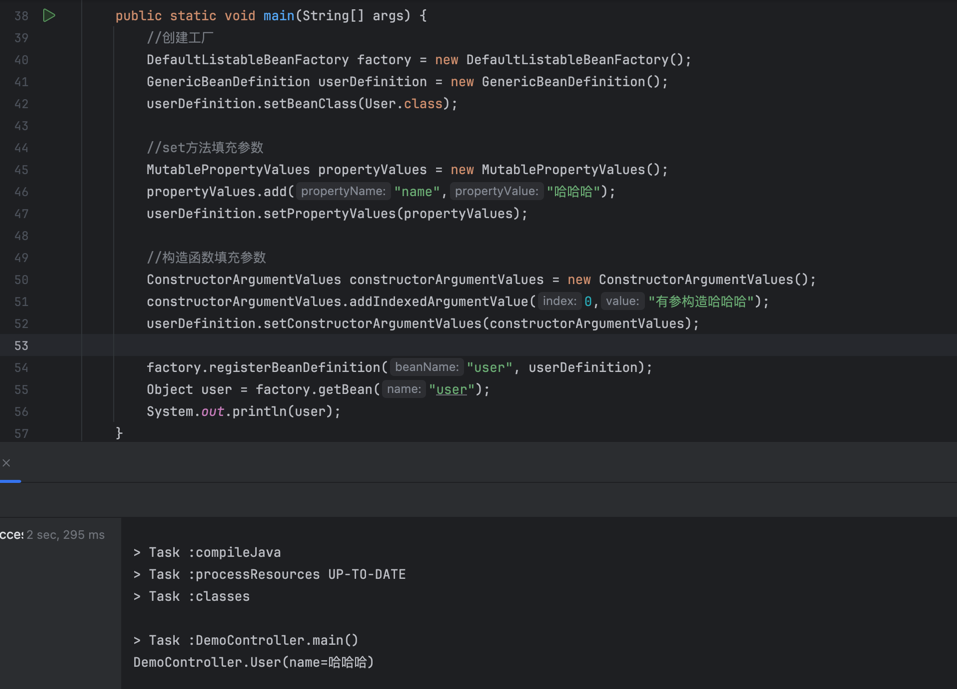 38 public static void main(String[] args) {
39 //创建工厂
40 DefaultListableBeanFactory factory = new DefaultListableBeanFactory();
41 GenericBeanDefinition userDefinition = new GenericBeanDefinition();
42 userDefinition.setBeanClass(User.class);
43
44 //set方法填充参数
45 MutablePropertyValues propertyValues = new MutablePropertyValues();
46 propertyValues.add( propertyName: "name", propertyValue: "哈哈哈");
47 userDefinition.setPropertyValues(propertyValues);
48
49 //构造函数填充参数
50 ConstructorArgumentValues constructorArgumentValues = new ConstructorArgumentValues();
51 constructorArgumentValues.addIndexedArgumentValue( index: 0, value: "有参构造哈哈哈");
52 userDefinition.setConstructorArgumentValues(constructorArgumentValues);
53
54 factory.registerBeanDefinition( beanName: "user", userDefinition);
55 Object user = factory.getBean( name: "user");
56 System.out.println(user);
57 }
cces 2 sec, 295 ms
> Task :compileJava
> Task :processResources UP-TO-DATE
> Task :classes
> Task :DemoController.main()
DemoController.User(name=哈哈哈)